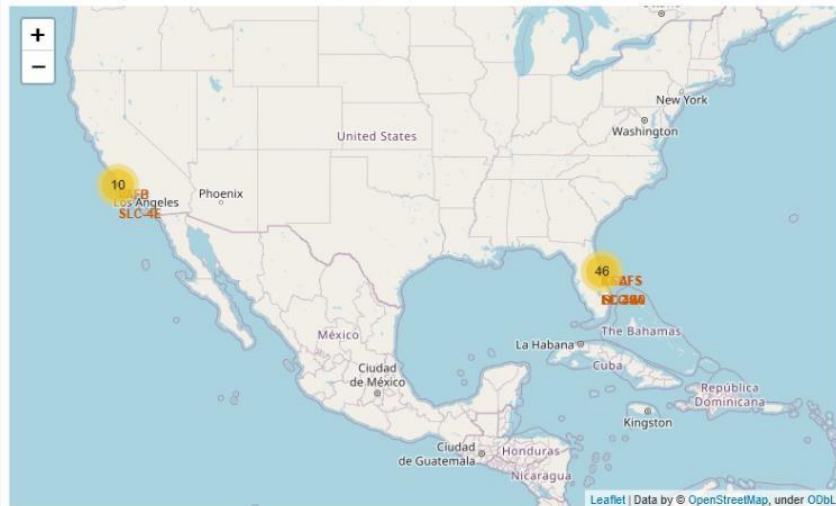 +
−
New York
Washington
United States
10
Phoenix
Los Angeles
SLC-4E
46
The Bahamas
La Habana
México
Cuba
Ciudad
de México
República
Dominicana
Kingston
Ciudad
de Guatemala
Honduras
Nicaragua
Leaflet | Data by © OpenStreetMap, under ODbL